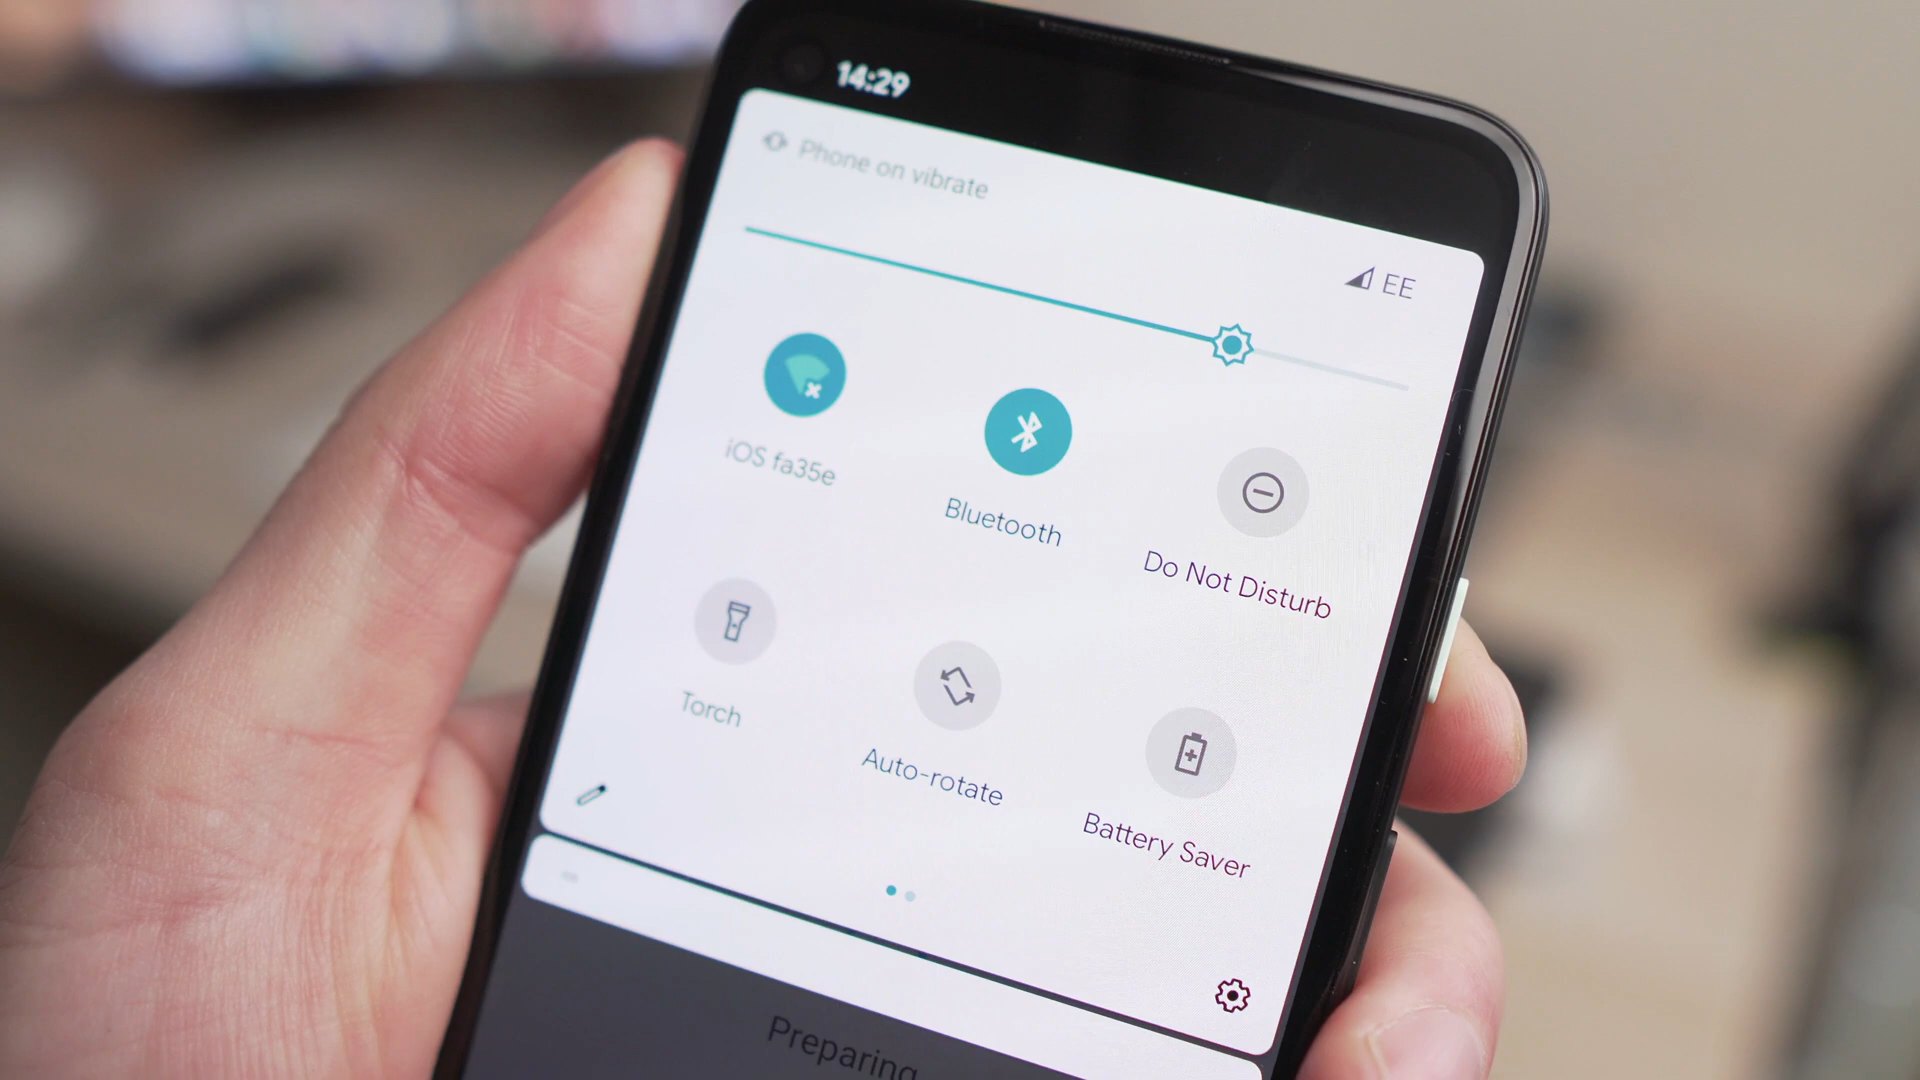 14:29
Phone on vibrate
EE
iOS fa35e
Bluetooth
Do Not Disturb
Torch
Auto-rotate
Battery Saver
Preparing